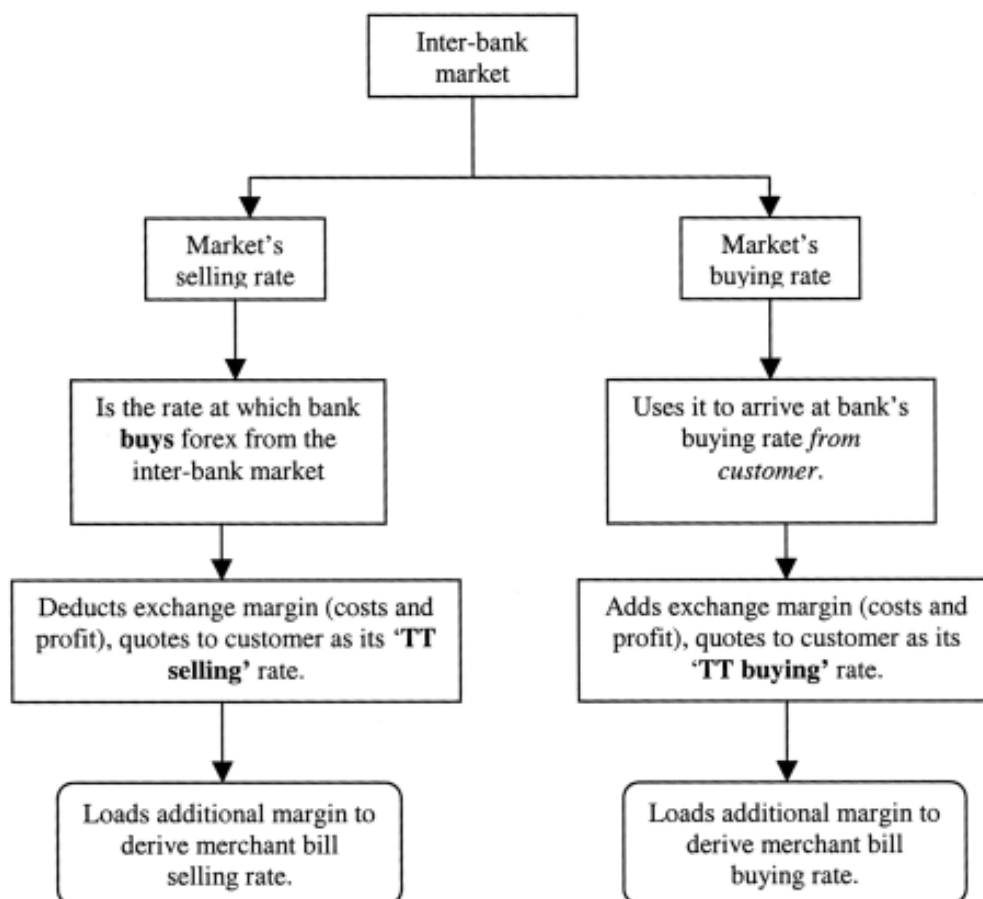 Inter-bank
market
Market's
selling rate
Market's
buying rate
Is the rate at which bank
buys forex from the
inter-bank market
Uses it to arrive at bank's
buying rate from
customer.
Deducts exchange margin (costs and
profit), quotes to customer as its 'TT
selling' rate.
Adds exchange margin (costs and
profit), quotes to customer as its
'TT buying' rate.
Loads additional margin to
derive merchant bill
selling rate.
Loads additional margin to
derive merchant bill
buying rate.